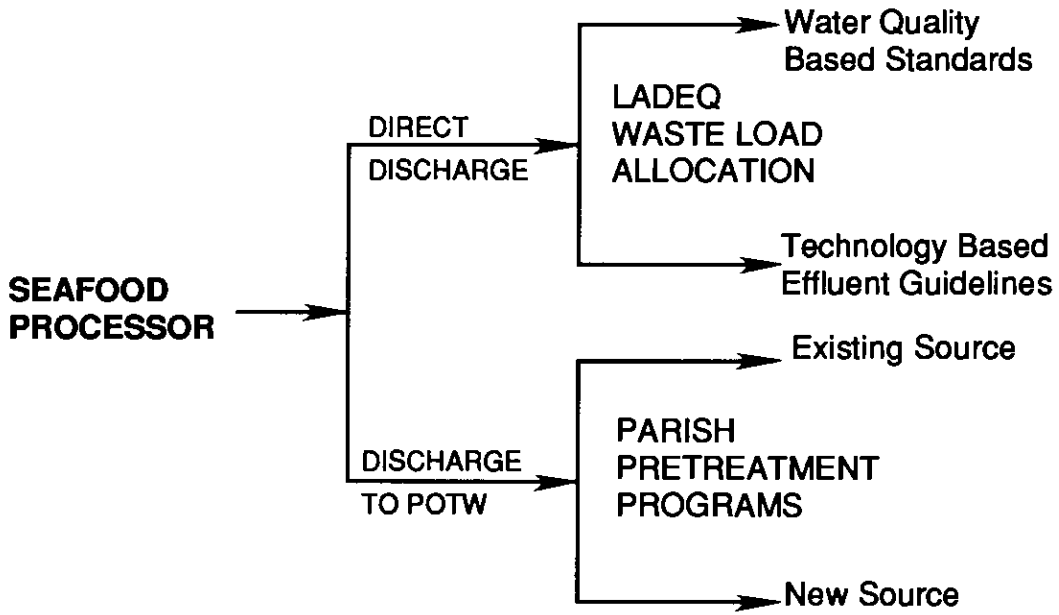 SEAFOOD
PROCESSOR
DIRECT
DISCHARGE
LADEQ
WASTE LOAD
ALLOCATION
Water Quality
Based Standards
Technology Based
Effluent Guidelines
DISCHARGE
TO POTW
PARISH
PRETREATMENT
PROGRAMS
Existing Source
New Source